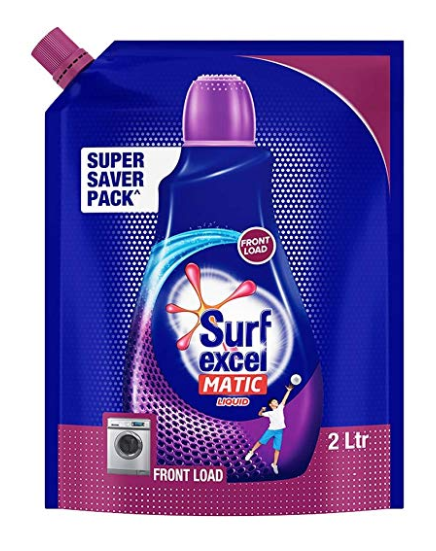 SUPER
SAVER
PACK^
FRONT
LOAD
Surf
excel
MATIC
LIQUID
2 Ltr
FRONT LOAD